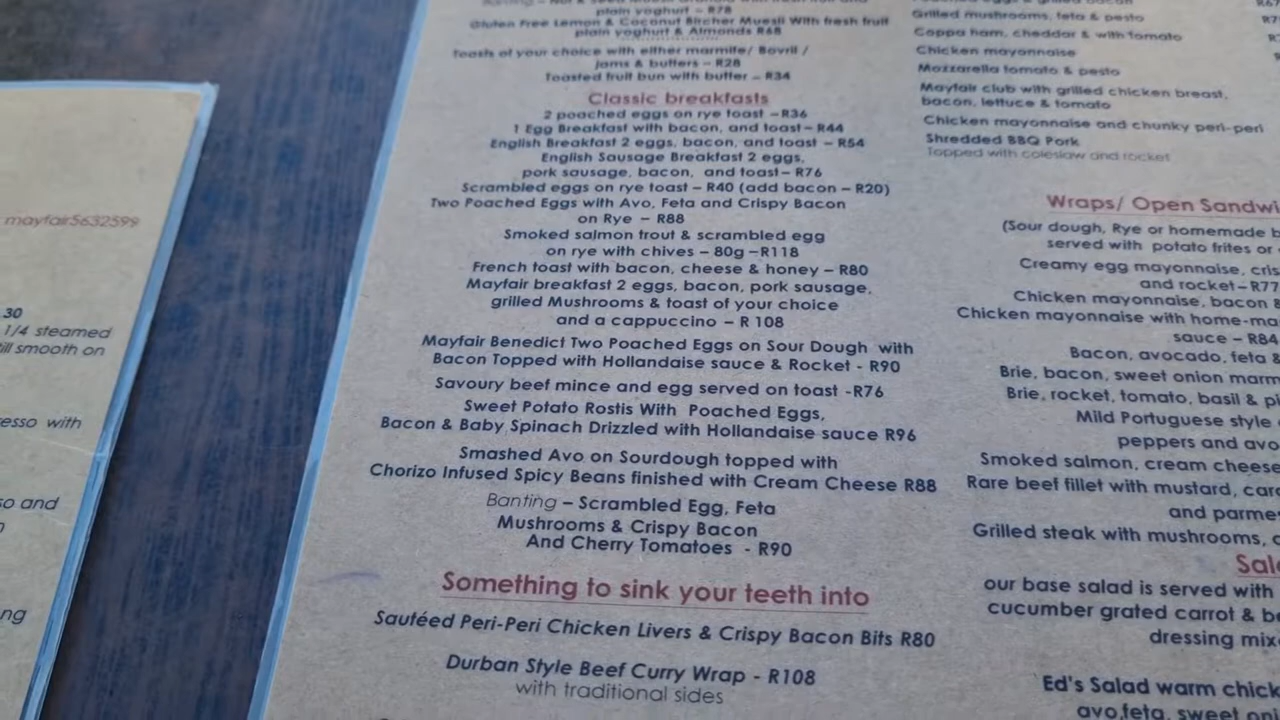 mayfair5632599
30
1/4 steamed
ill smooth on
esso with
so and
ng
plain yoghurt – R78
Gluten Free Lemon & Coconut Bircher Muesli With fresh fruit
plain yoghurt & Almonds R68
Toash of your choice with either marmite/ Bovril /
jams & butters – R28
Toasted fruit bun with butter – R34
Classic breakfasts
2 poached eggs on rye toast –R36
1 Egg Breakfast with bacon, and toast– R44
English Breakfast 2 eggs, bacon, and toast – R54
English Sausage Breakfast 2 eggs,
pork sausage, bacon, and toast– R76
Scrambled eggs on rye toast – R40 (add bacon – R20)
Two Poached Eggs with Avo, Feta and Crispy Bacon
on Rye – R88
Smoked salmon trout & scrambled egg
on rye with chives – 80g –R118
French toast with bacon, cheese & honey – R80
Mayfair breakfast 2 eggs, bacon, pork sausage,
grilled Mushrooms & toast of your choice
and a cappuccino – R 108
Mayfair Benedict Two Poached Eggs on Sour Dough with
Bacon Topped with Hollandaise sauce & Rocket - R90
Savoury beef mince and egg served on toast -R76
Sweet Potato Rostis With Poached Eggs,
Bacon & Baby Spinach Drizzled with Hollandaise sauce R96
Smashed Avo on Sourdough topped with
Chorizo Infused Spicy Beans finished with Cream Cheese R88
Banting – Scrambled Egg, Feta
Mushrooms & Crispy Bacon
And Cherry Tomatoes - R90
Something to sink your teeth into
Sautéed Peri-Peri Chicken Livers & Crispy Bacon Bits R80
Durban Style Beef Curry Wrap - R108
with traditional sides
Grilled mushrooms, feta & pesto
Coppa ham, cheddar & with tomato
Chicken mayonnaise
Mozzarella tomato & pesto
Mayfair club with grilled chicken breast,
bacon, lettuce & tomato
Chicken mayonnaise and chunky peri-peri
Shredded BBQ Pork
Topped with coleslaw and rocket
Wraps/ Open Sandwi
(Sour dough, Rye or homemade b
served with potato frites or
Creamy egg mayonnaise, cris
and rocket– R77
Chicken mayonnaise, bacon &
Chicken mayonnaise with home-ma
sauce – R84
Bacon, avocado, feta &
Brie, bacon, sweet onion marm
Brie, rocket, tomato, basil & pi
Mild Portuguese style
peppers and avo
Smoked salmon, cream cheese
Rare beef fillet with mustard, car
and parme
Grilled steak with mushrooms, c
Sal
our base salad is served with
cucumber grated carrot & be
dressing mix
Ed's Salad warm chick
avo,feta, sweet oni